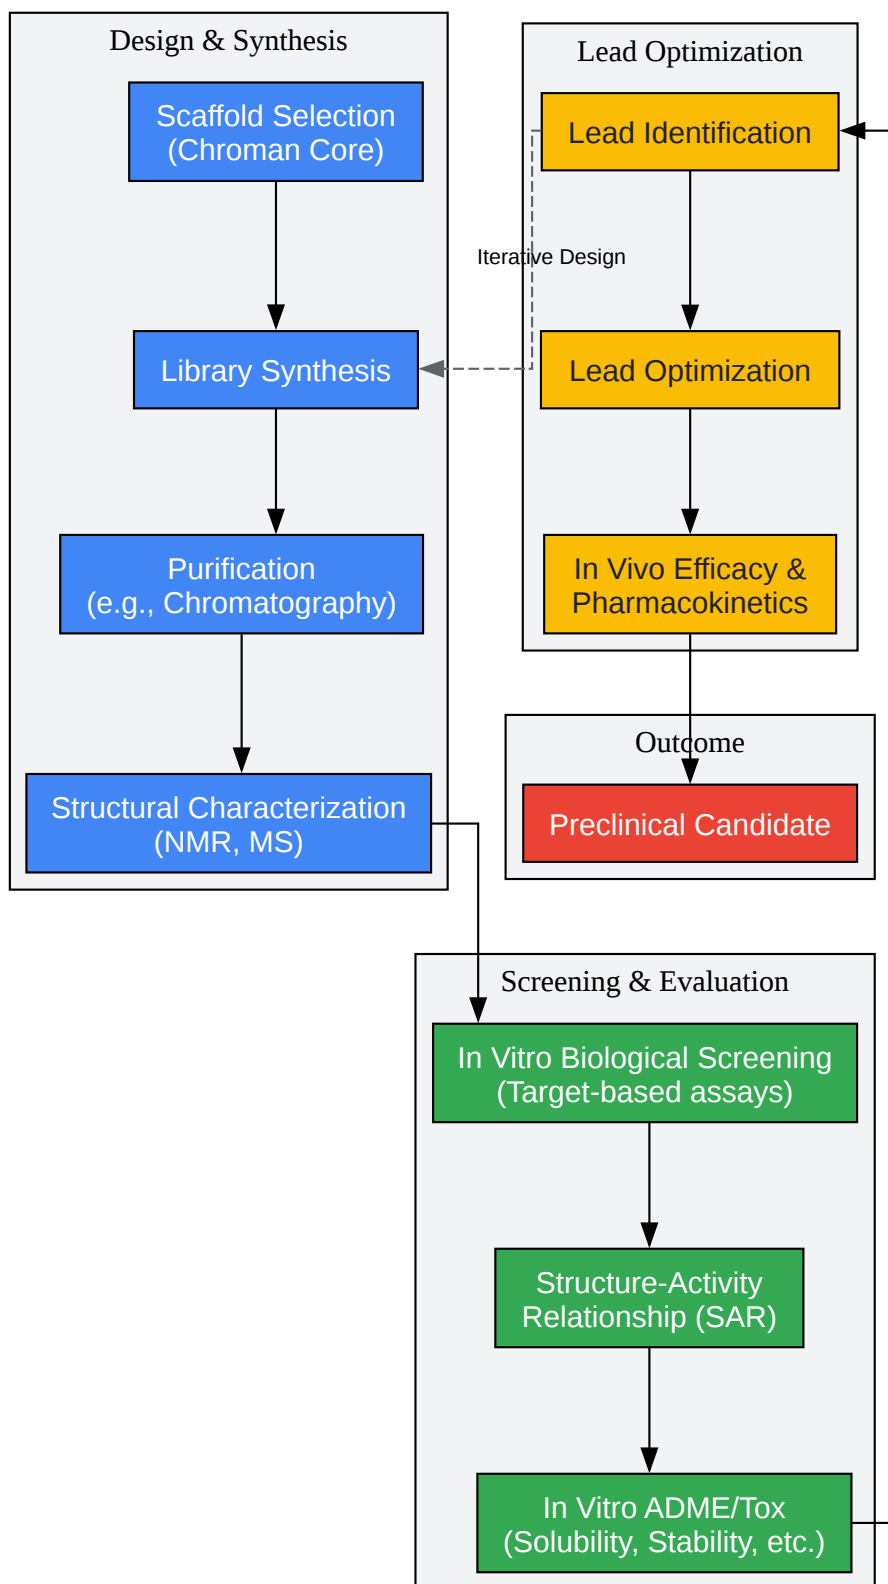 Design & Synthesis
Scaffold Selection
(Chroman Core)
Library Synthesis
Purification
(e.g., Chromatography)
Structural Characterization
(NMR, MS)
Lead Optimization
Lead Identification
Iterative Design
Lead Optimization
In Vivo Efficacy &
Pharmacokinetics
Outcome
Preclinical Candidate
Screening & Evaluation
In Vitro Biological Screening
(Target-based assays)
Structure-Activity
Relationship (SAR)
In Vitro ADME/Tox
(Solubility, Stability, etc.)